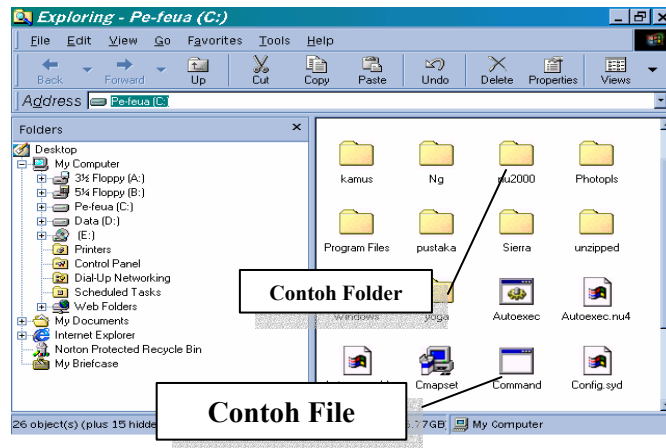 Exploring - Pe-feua (C:)
File Edit View Go Favorites Tools Help
Back Forward Up Cut Copy Paste Undo Delete Properties Views
Address Pe-feua (C:)
Folders
Desktop
My Computer
3½ Floppy (A:)
5¼ Floppy (B:)
Pe-feua (C:)
Data (D:)
(E:)
Printers
Control Panel
Dial-Up Networking
Scheduled Tasks
Web Folders
My Documents
Internet Explorer
Norton Protected Recycle Bin
My Briefcase
kamus Ng nu2000 Photopls
Program Files pustaka Sierra unzipped
Contoh Folder
Windows yoga Autoexec Autoexec.nu4
Cmapset Command Config.syd
Contoh File
26 object(s) (plus 15 hidde My Computer